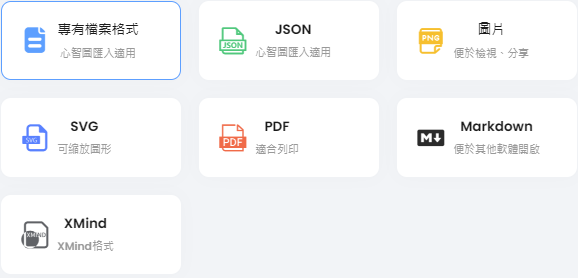 專有檔案格式
心智圖匯入適用
JSON
JSON
心智圖匯入適用
PNG
圖片
便於檢視、分享
SVG
SVG
可縮放圖形
PDF
PDF
適合列印
M
Markdown
便於其他軟體開啟
XMIND
XMind
XMind格式